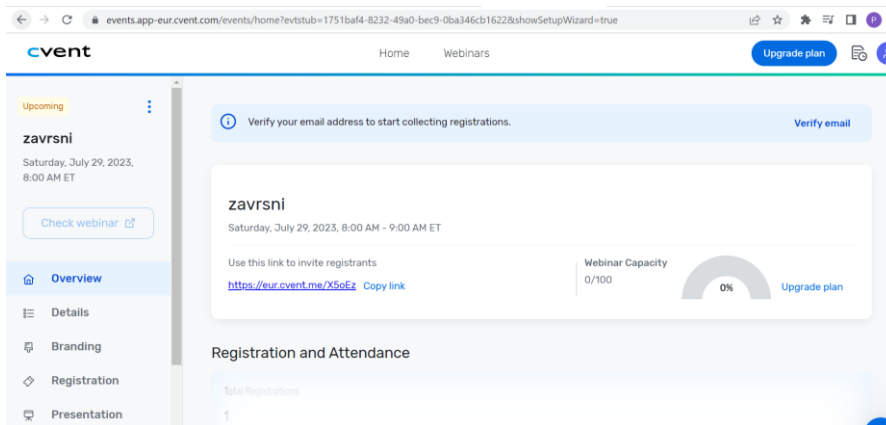 events.app-eur.cvent.com/events/home?evtstub=1751baf4-8232-49a0-bec9-0ba346cb1622&showSetupWizard=true
P
cvent
Home
Webinars
Upgrade plan
Upcoming
zavrsni
Saturday, July 29, 2023,
8:00 AM ET
Check webinar
Overview
Details
Branding
Registration
Presentation
Verify your email address to start collecting registrations.
Verify email
zavrsni
Saturday, July 29, 2023, 8:00 AM - 9:00 AM ET
Use this link to invite registrants
https://eur.cvent.me/X5oEz Copy link
Webinar Capacity
0/100
0%
Upgrade plan
Registration and Attendance
Total Registrations
1